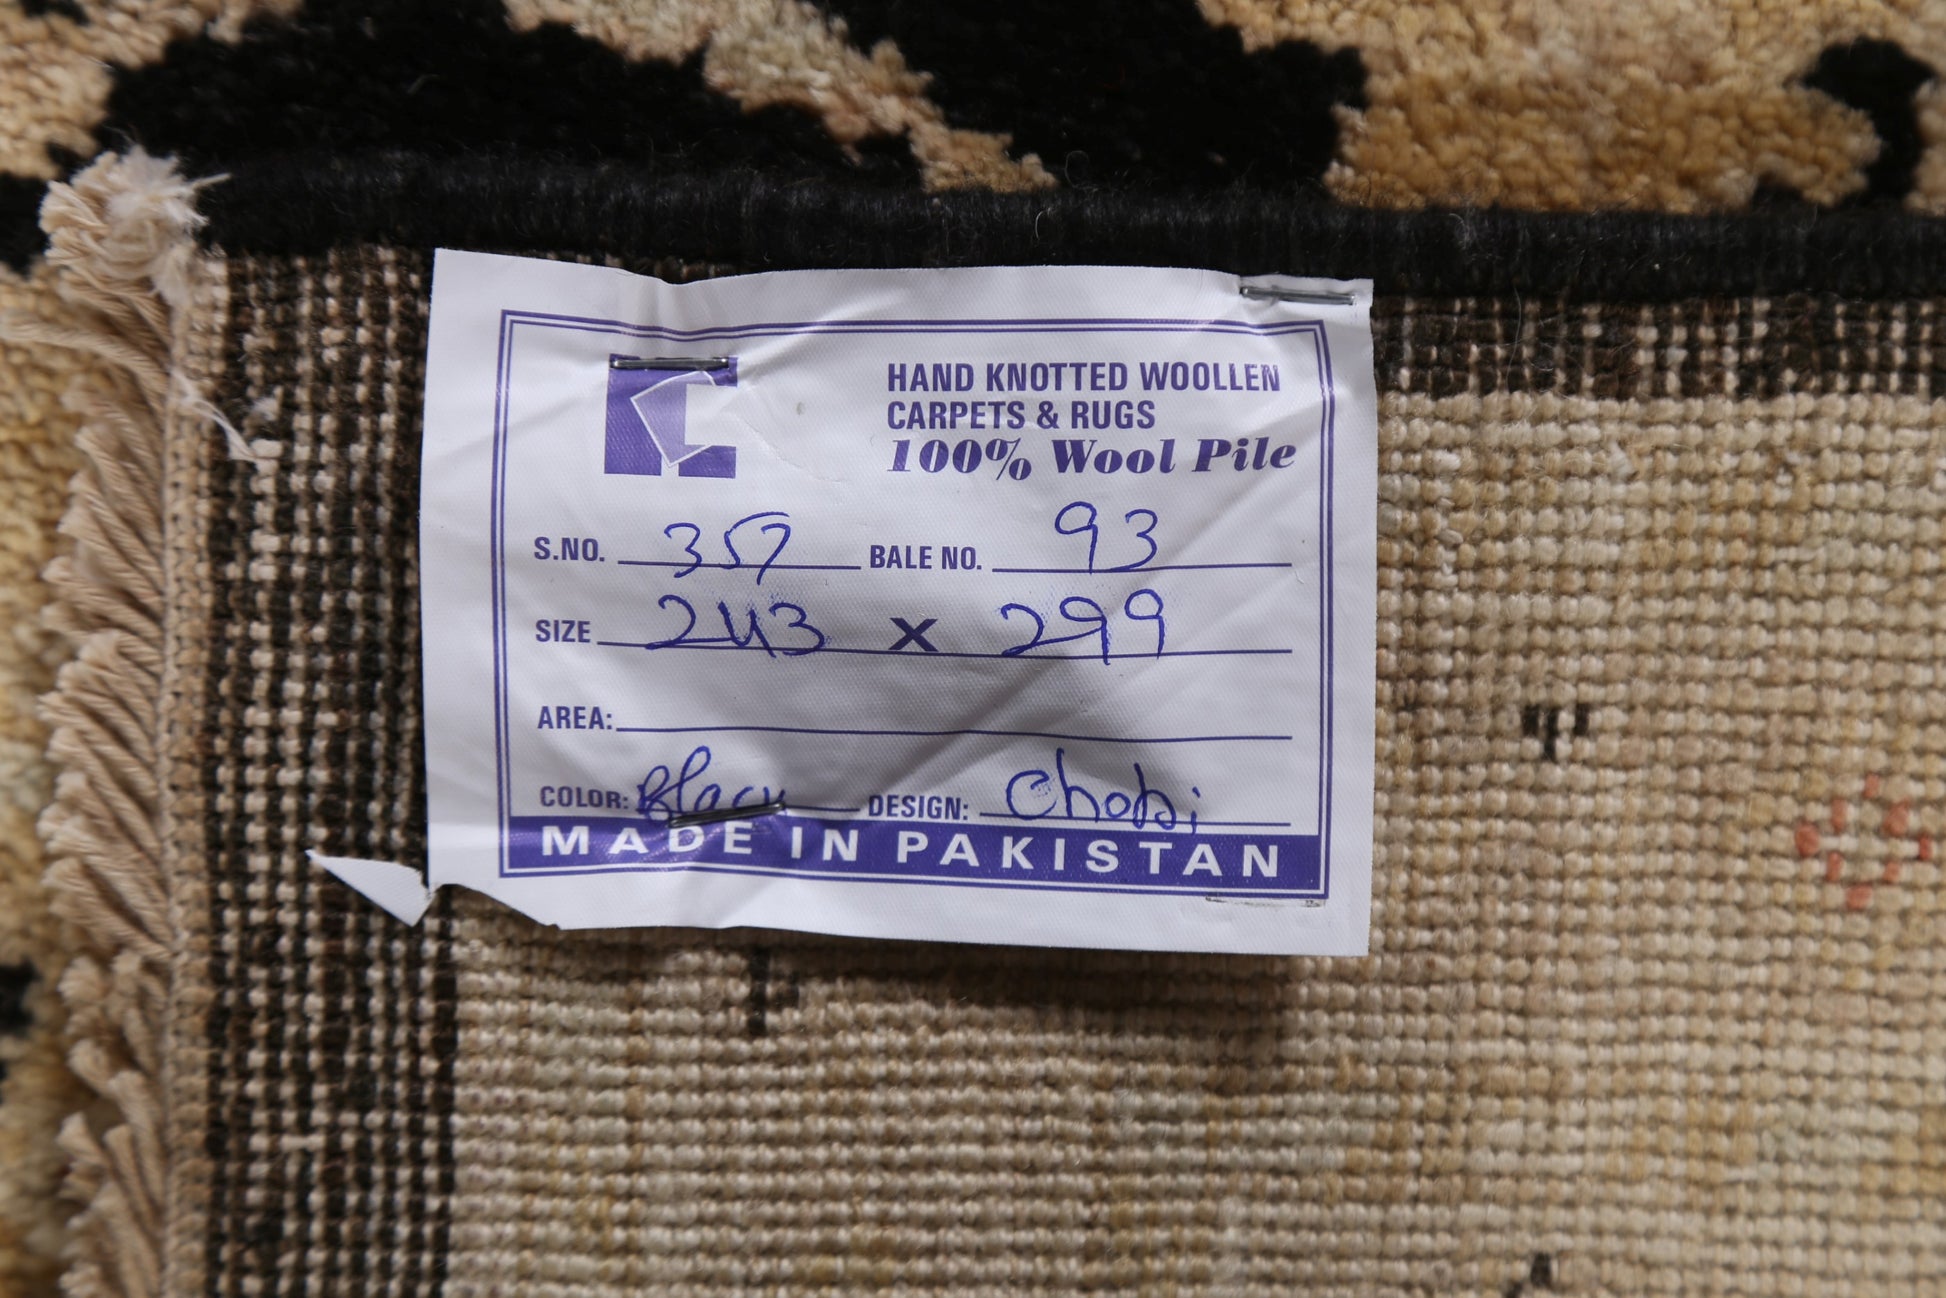 HAND KNOTTED WOOLLEN
CARPETS & RUGS
100% Wool Pile
S.NO. 357 BALE NO. 93
SIZE 243 X 299
AREA:
COLOR: Black DESIGN: Chobi
MADE IN PAKISTAN